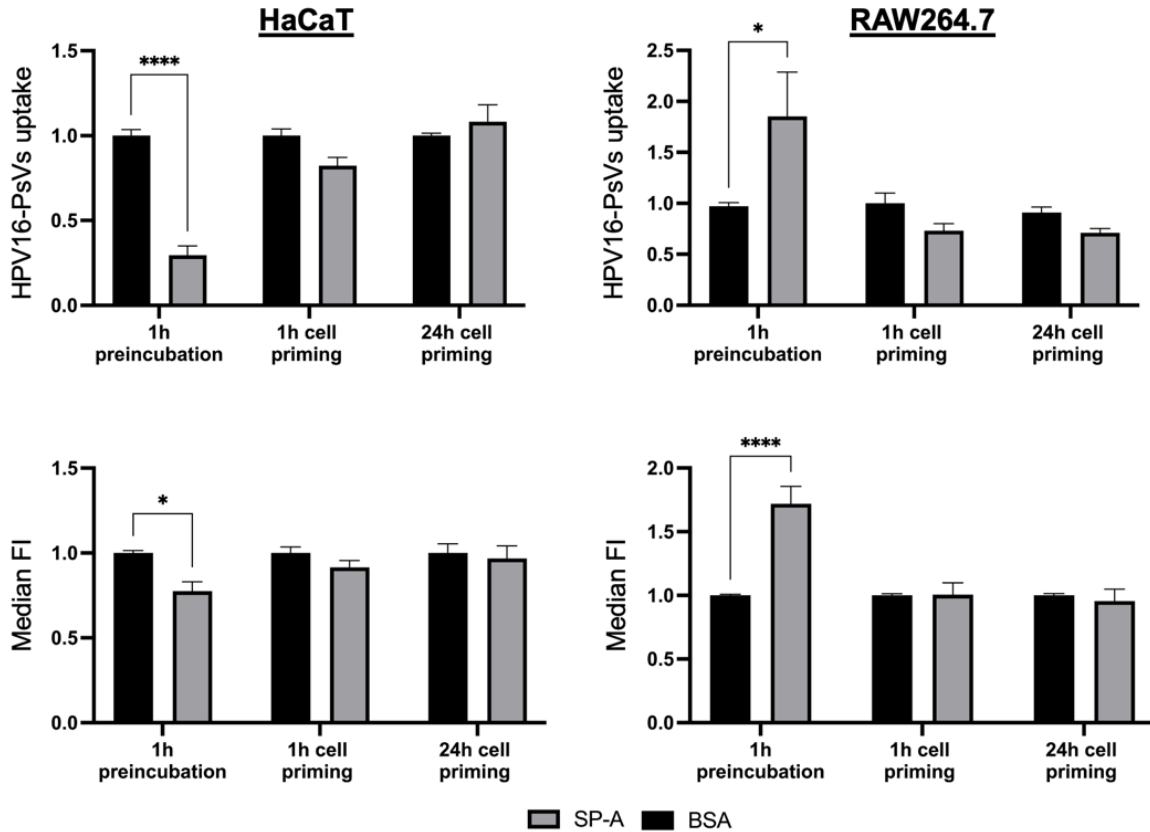 HaCaT
RAW264.7
HPV16-PsVs uptake
1.5
1.0
0.5
0.0
****
1h
preincubation
1h cell
priming
24h cell
priming
HPV16-PsVs uptake
2.5
2.0
1.5
1.0
0.5
0.0
*
1h
preincubation
1h cell
priming
24h cell
priming
Median FI
1.5
1.0
0.5
0.0
*
1h
preincubation
1h cell
priming
24h cell
priming
Median FI
2.0
1.5
1.0
0.5
0.0
****
1h
preincubation
1h cell
priming
24h cell
priming
SP-A BSA